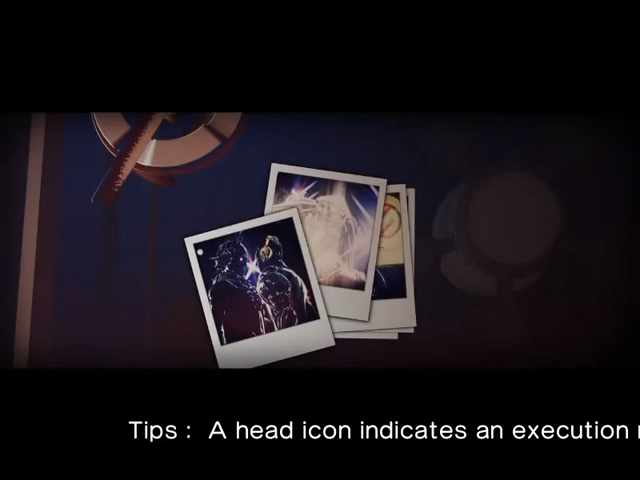 Tips : A head icon indicates an execution